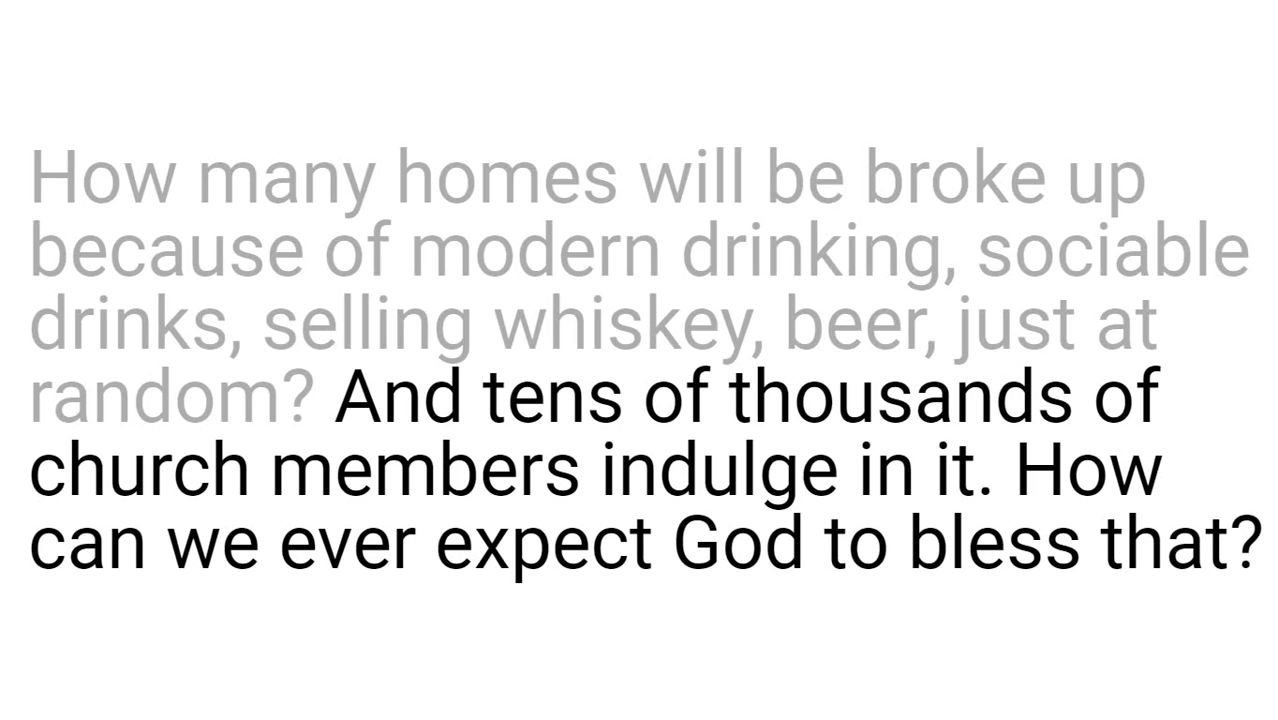 How many homes will be broke up
because of modern drinking, sociable
drinks, selling whiskey, beer, just at
random? And tens of thousands of
church members indulge in it. How
can we ever expect God to bless that?